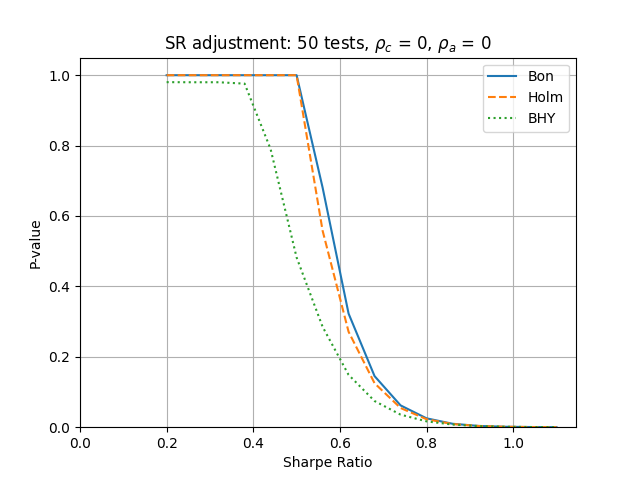 SR adjustment: 50 tests, ρc = 0, ρa = 0
Bon
Holm
BHY
P-value
1.0
0.8
0.6
0.4
0.2
0.0
0.0 0.2 0.4 0.6 0.8 1.0
Sharpe Ratio